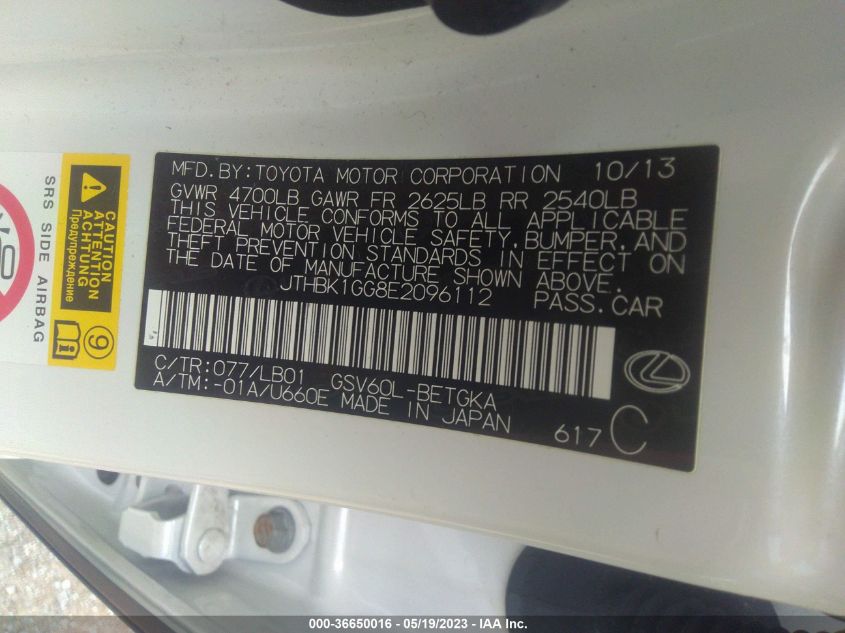 MFD. BY: TOYOTA MOTOR CORPORATION 10/13
GVWR 4700LB GAWR FR 2625LB RR 2540LB
THIS VEHICLE CONFORMS TO ALL APPLICABLE
FEDERAL MOTOR VEHICLE SAFETY, BUMPER, AND
THEFT PREVENTION STANDARDS IN EFFECT ON
THE DATE OF MANUFACTURE SHOWN ABOVE.
JTHBK1GG8E2096112 PASS.CAR
C/TR:077/LB01 GSV60L-BETGKA
A/TM:-01A/U660E MADE IN JAPAN
617 C
SRS SIDE AIRBAG
CAUTION
ATTENTION
ACHTUNG
Предупреждение
9
000-36650016 - 05/19/2023 - IAA Inc.